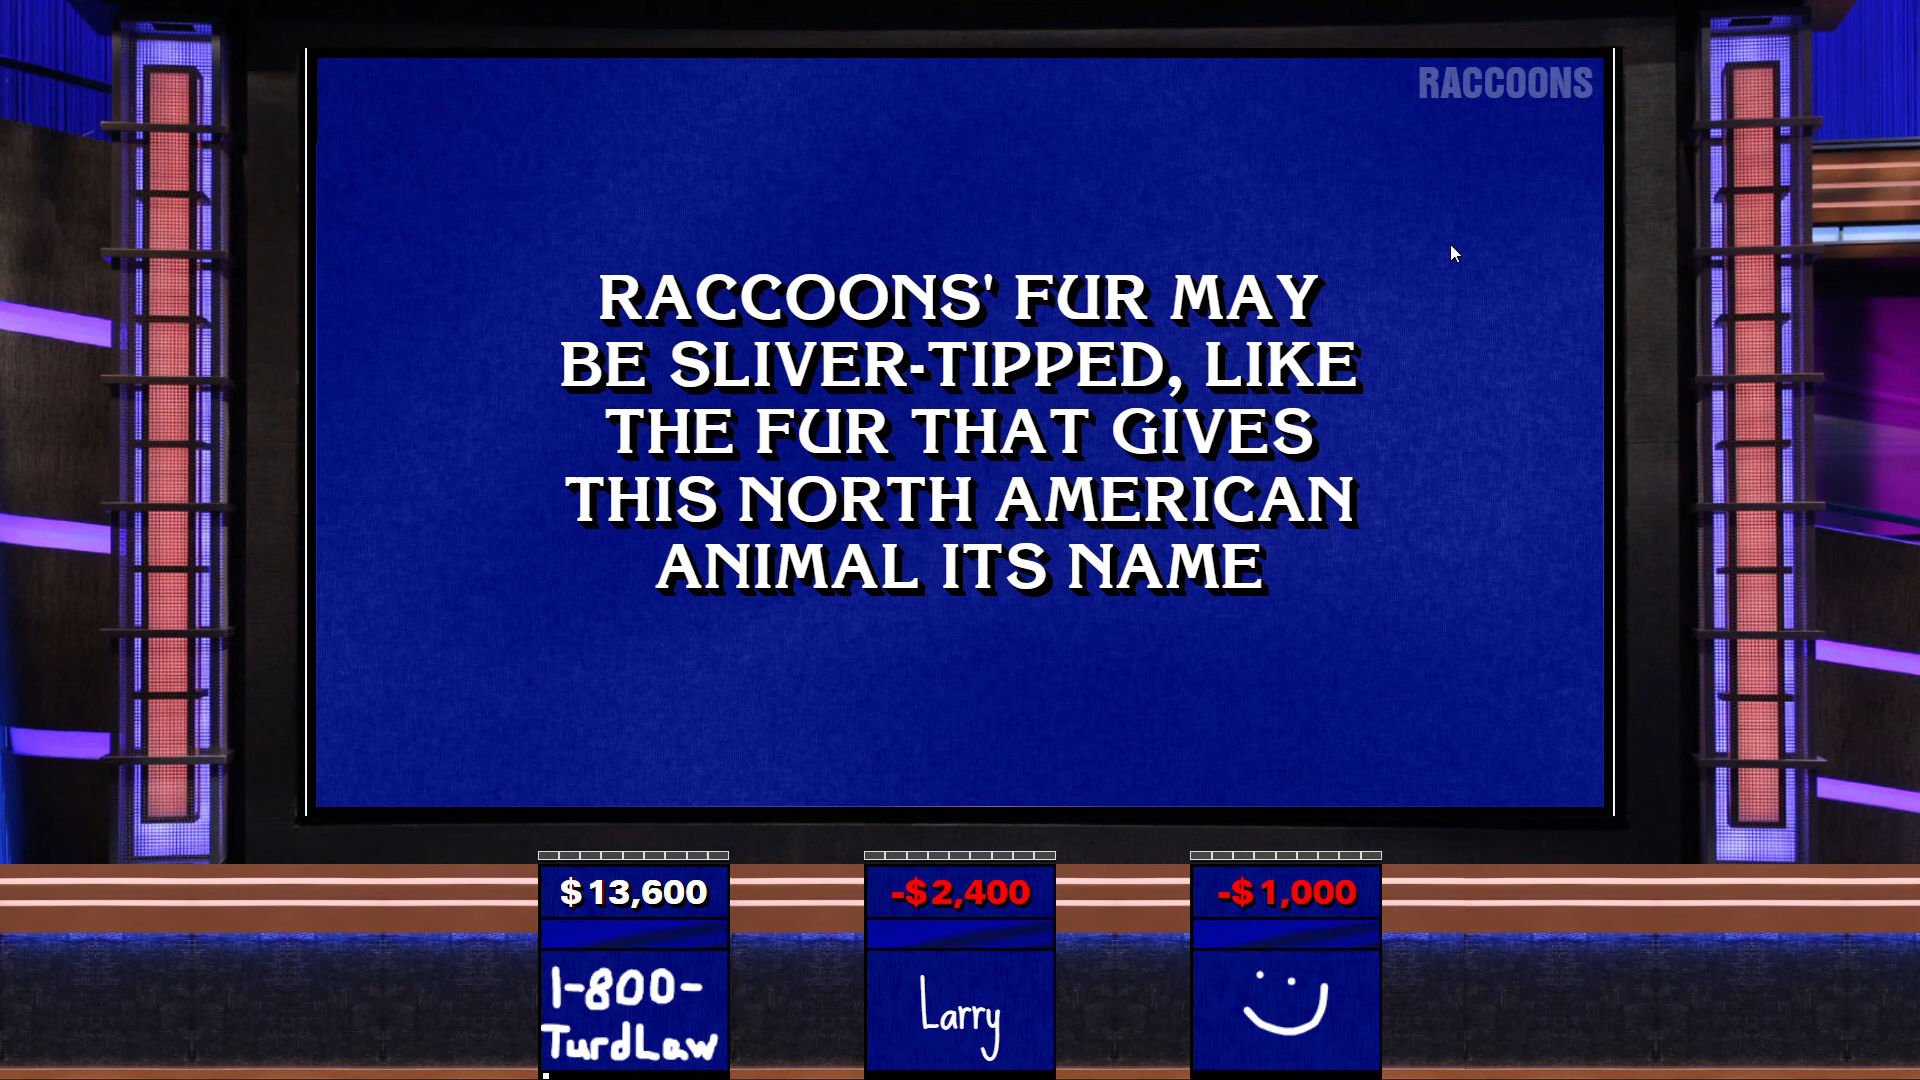 RACCOONS
RACCOONS' FUR MAY
BE SLIVER-TIPPED, LIKE
THE FUR THAT GIVES
THIS NORTH AMERICAN
ANIMAL ITS NAME
$13,600
-$2,400
-$1,000
1-800-
TurdLaw
Larry